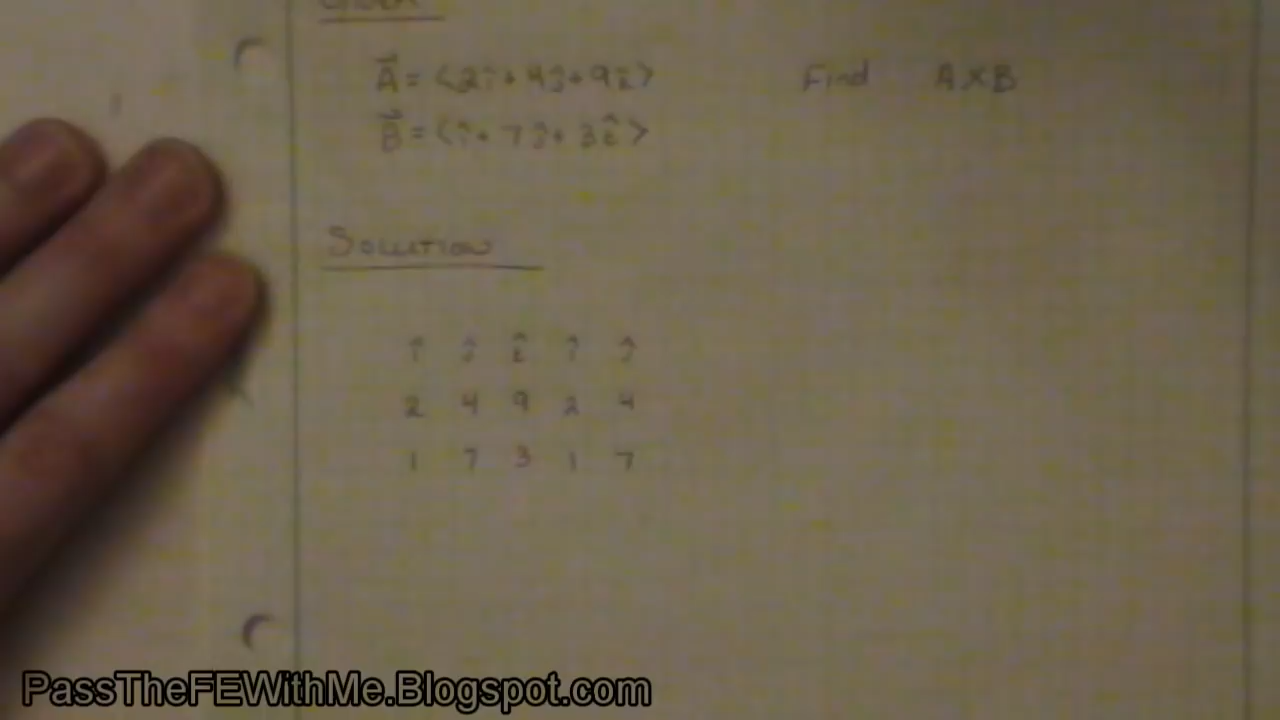 GIVEN
A⃗ = <2î + 4ĵ + 9k̂> Find A×B
B⃗ = <î + 7ĵ + 3k̂>
SOLUTION
î ĵ k̂ î ĵ
2 4 9 2 4
1 7 3 1 7
PassTheFEWithMe.Blogspot.com